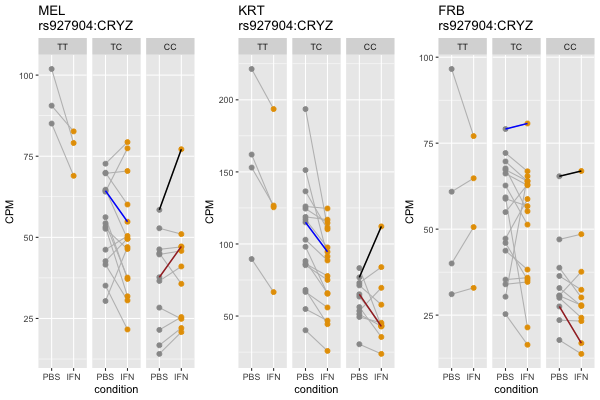 MEL
rs927904:CRYZ
TT TC CC
100
75
50
25
CPM
PBS IFN PBS IFN PBS IFN
condition
KRT
rs927904:CRYZ
TT TC CC
200
150
100
50
CPM
PBS IFN PBS IFN PBS IFN
condition
FRB
rs927904:CRYZ
TT TC CC
100
75
50
25
CPM
PBS IFN PBS IFN PBS IFN
condition